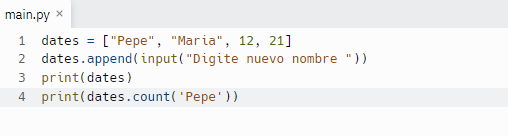 main.py ×
1 dates = ["Pepe", "Maria", 12, 21]
2 dates.append(input("Digite nuevo nombre "))
3 print(dates)
4 print(dates.count('Pepe'))